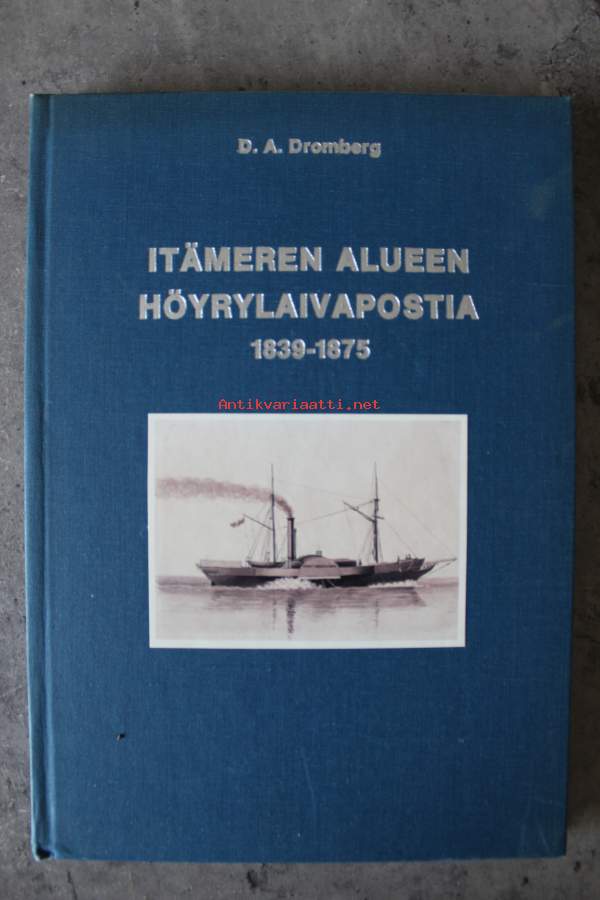 D. A. Dromberg
ITÄMEREN ALUEEN
HÖYRYLAIVAPOSTIA
1839-1875
Antikvariaatti.net